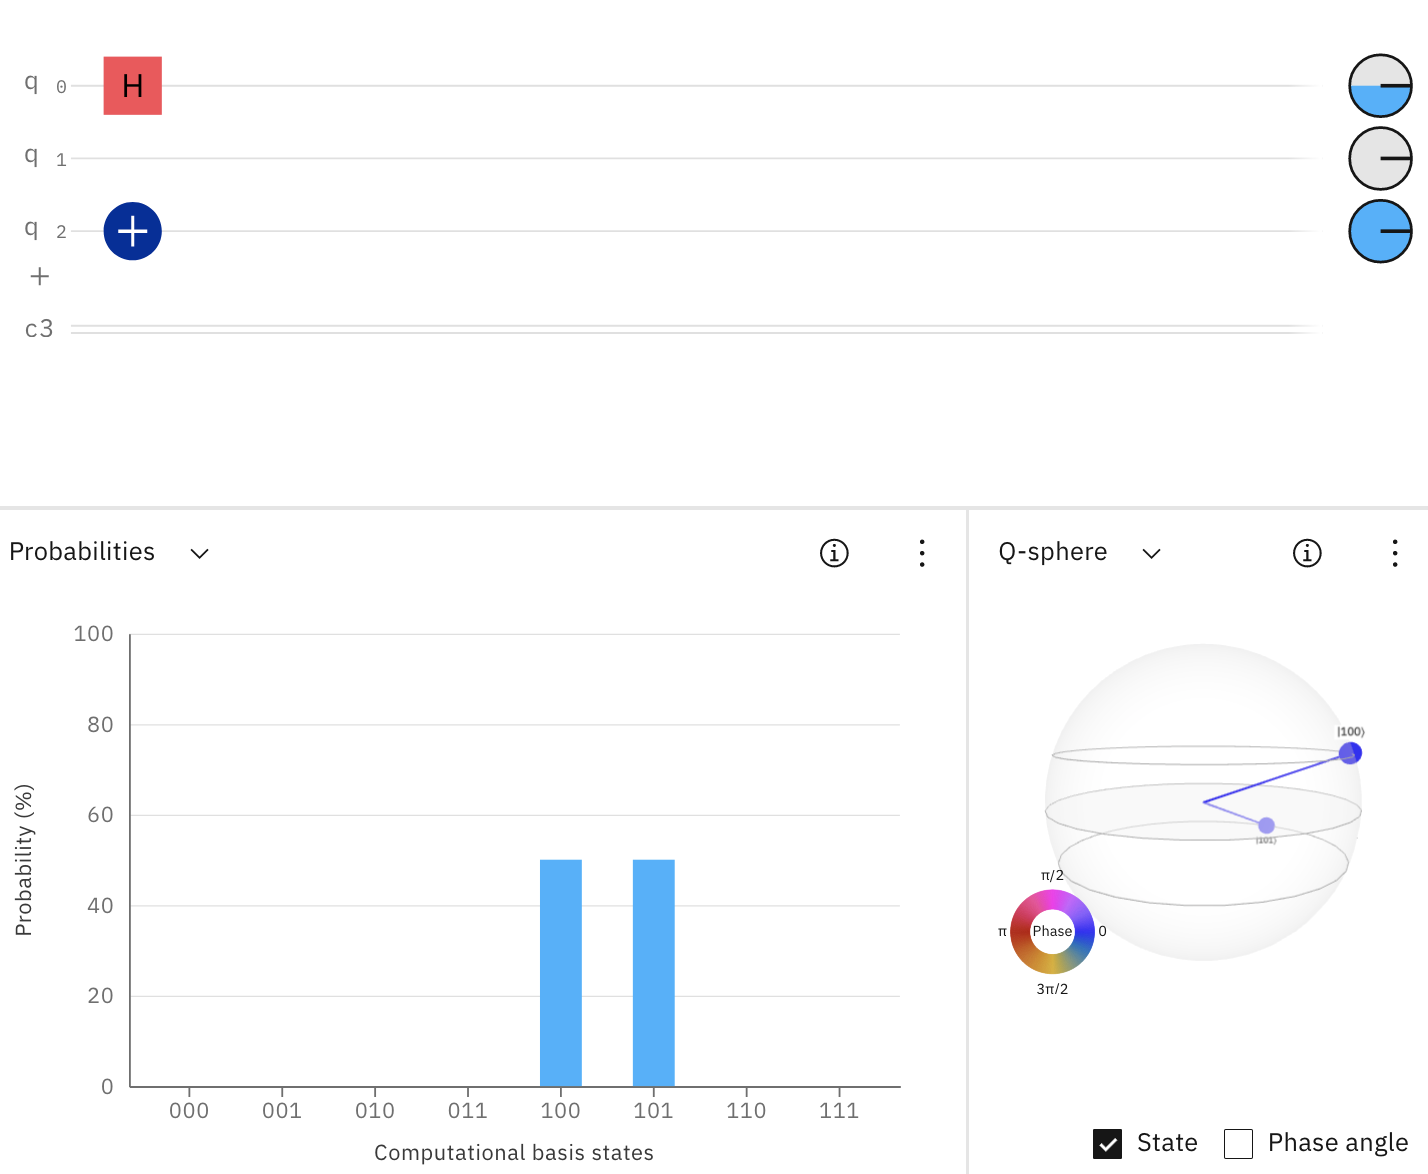 q 0 H
q 1
q 2 +
+
c3
Probabilities
Q-sphere
100
80
60
40
20
0
Probability (%)
000 001 010 011 100 101 110 111
Computational basis states
|100⟩
|101⟩
π/2
π Phase 0
3π/2
State Phase angle